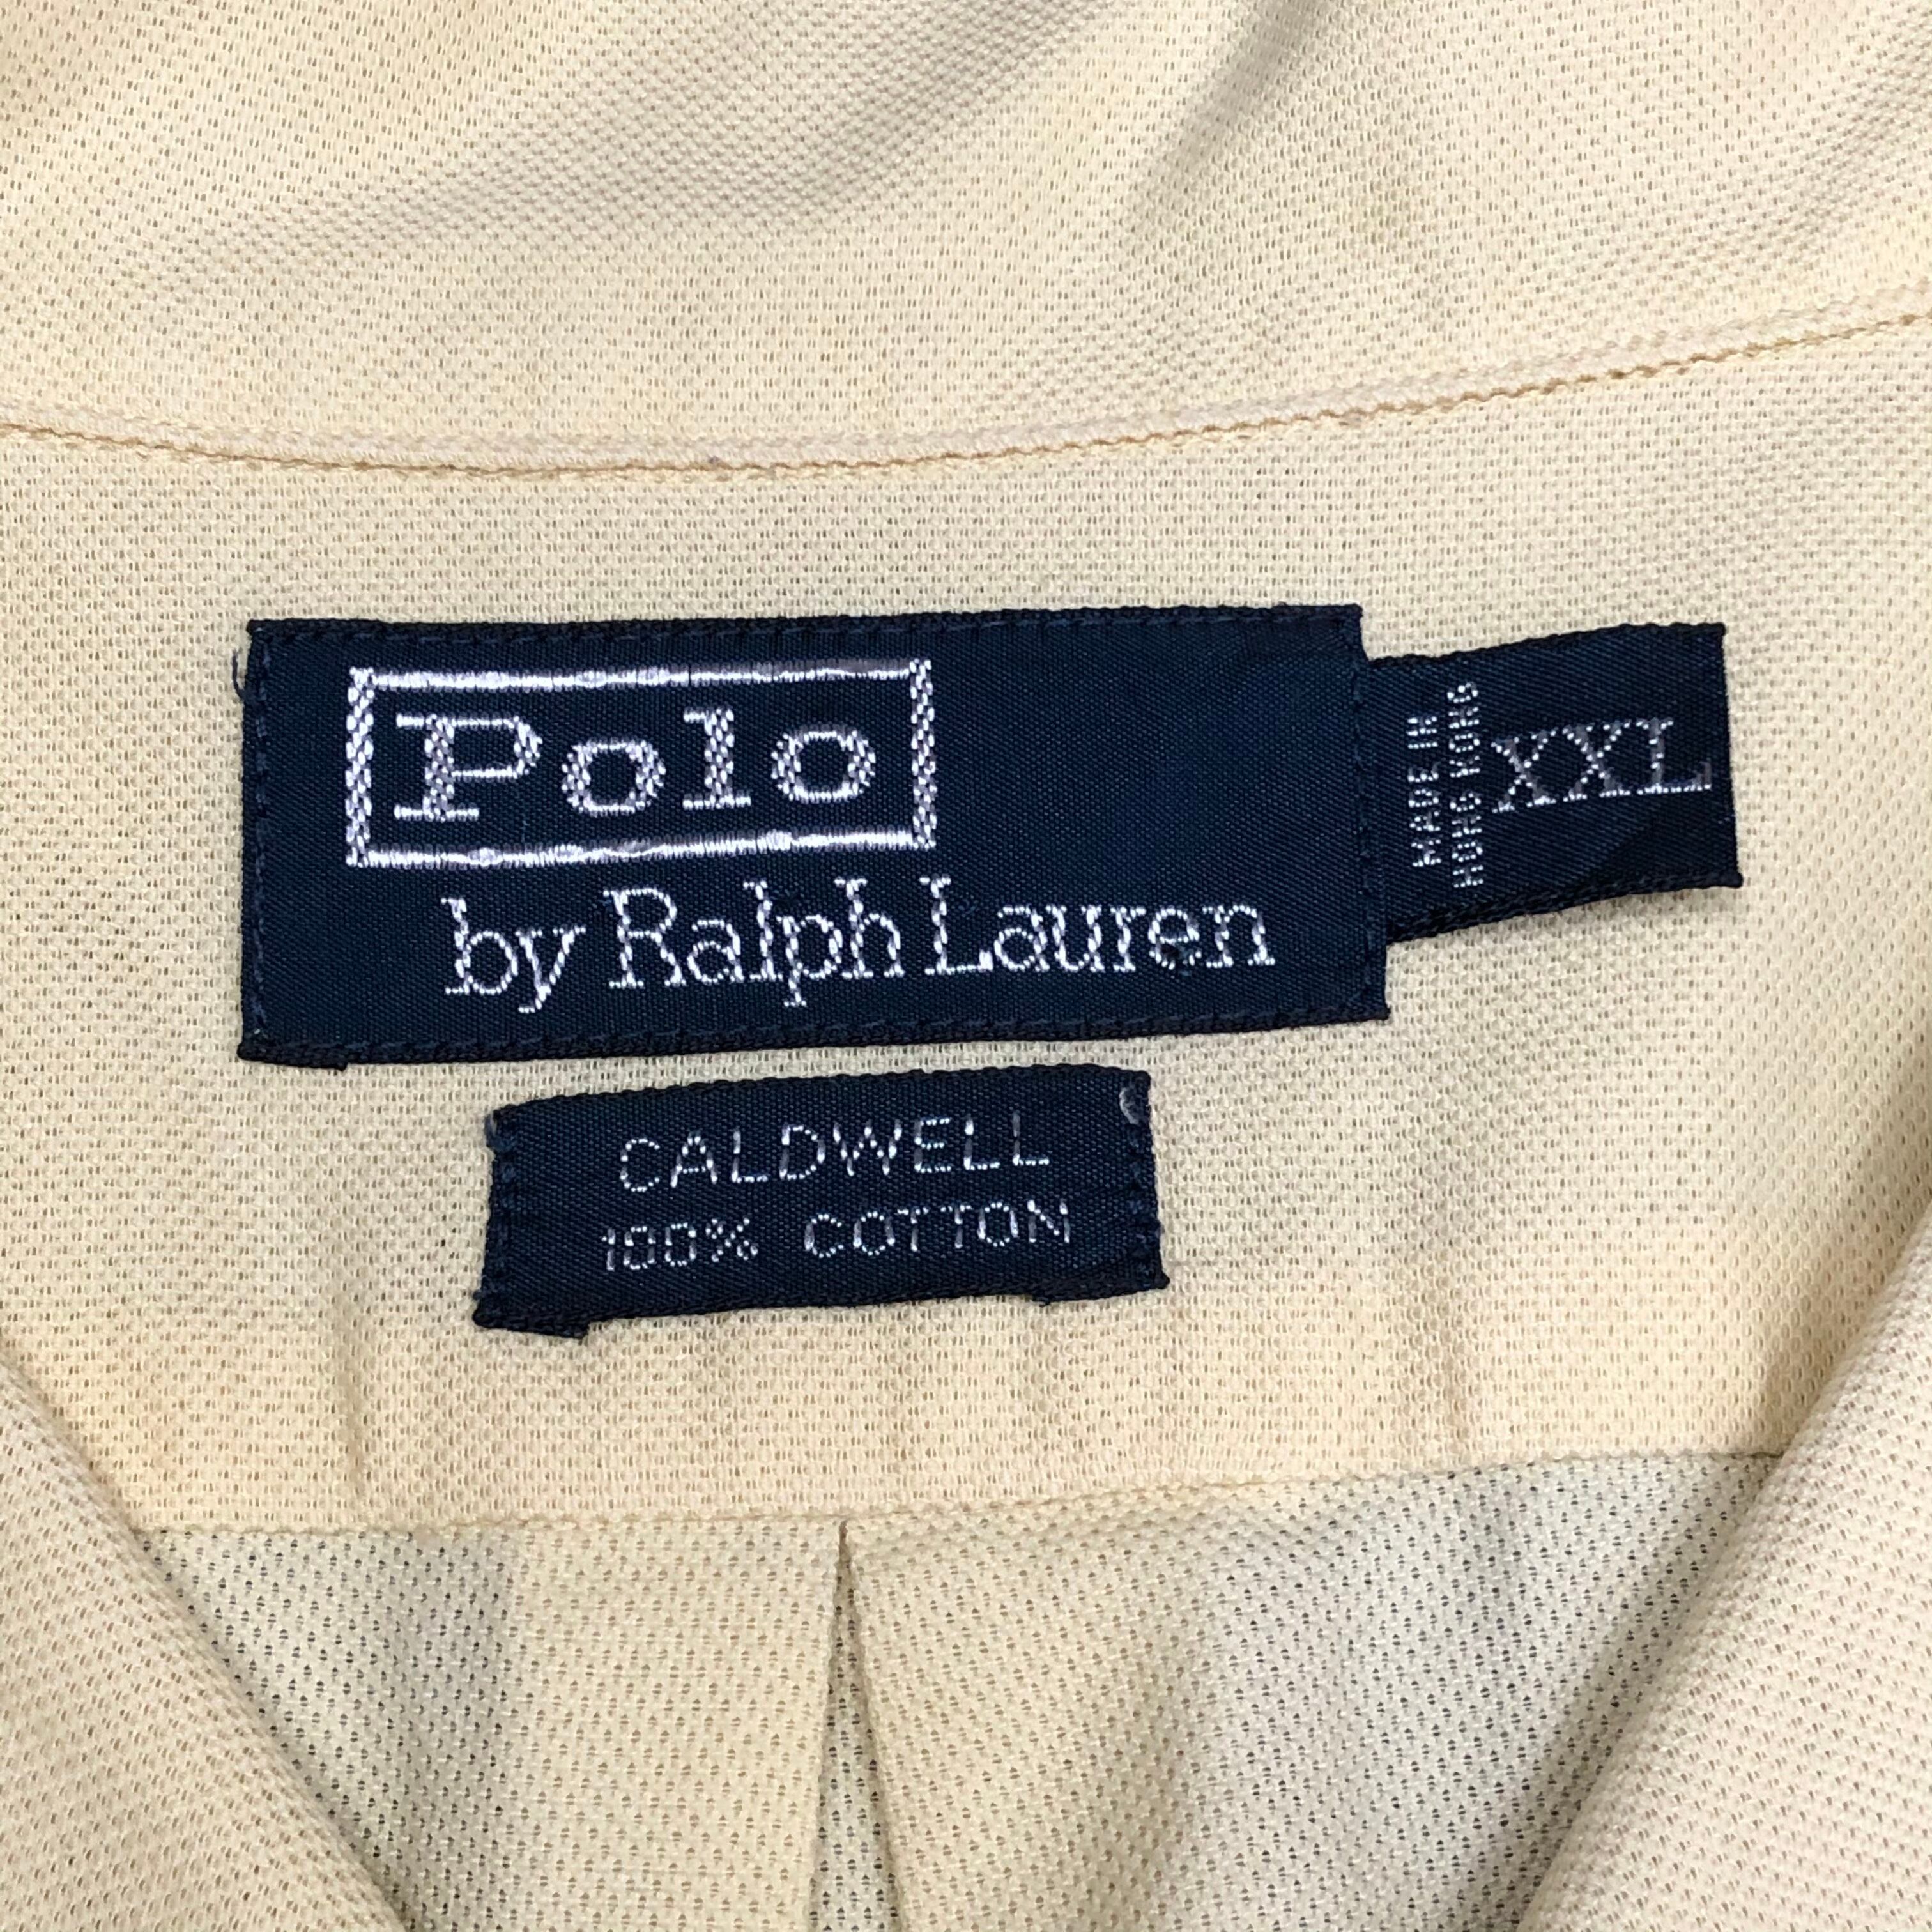 Polo
by Ralph Lauren
MADE IN
HONG KONG
XXL
CALDWELL
100% COTTON